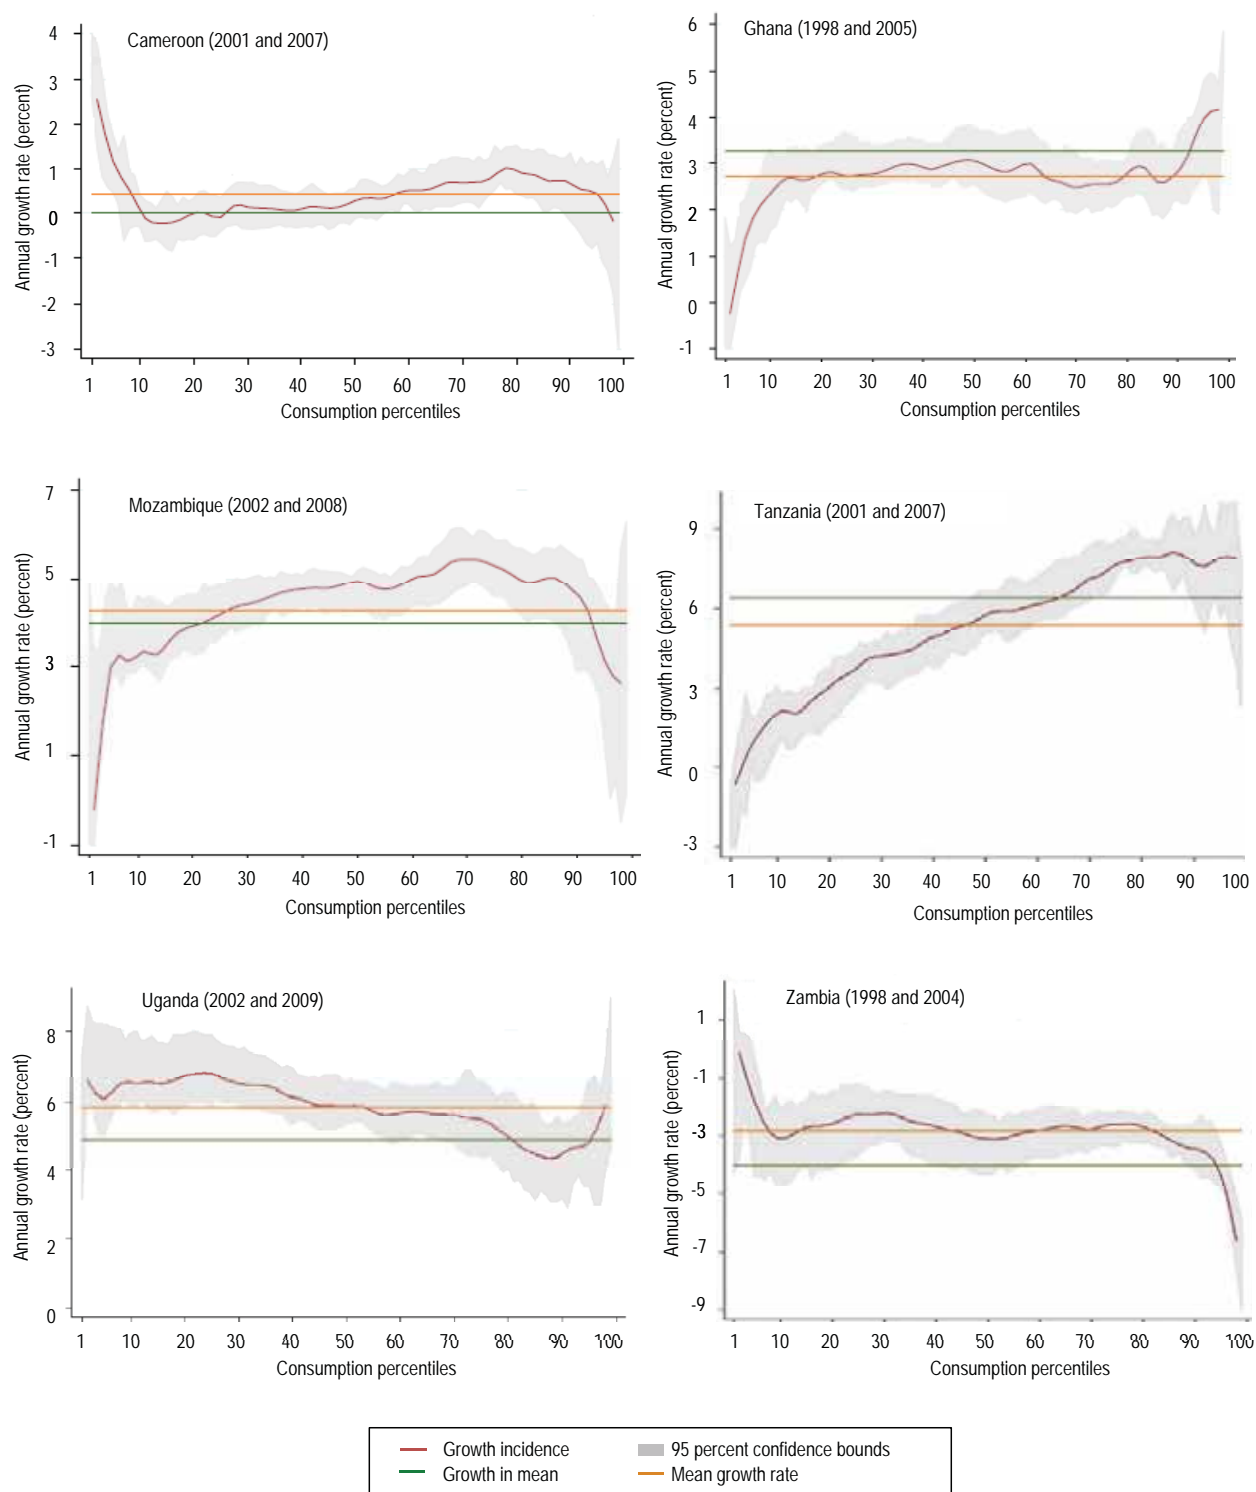 Cameroon (2001 and 2007)
Annual growth rate (percent)
4
3
2
1
0
-1
-2
-3
1 10 20 30 40 50 60 70 80 90 100
Consumption percentiles
Ghana (1998 and 2005)
Annual growth rate (percent)
6
5
4
3
2
1
0
-1
1 10 20 30 40 50 60 70 80 90 100
Consumption percentiles
Mozambique (2002 and 2008)
Annual growth rate (percent)
7
5
3
1
-1
1 10 20 30 40 50 60 70 80 90 100
Consumption percentiles
Tanzania (2001 and 2007)
Annual growth rate (percent)
9
6
3
0
-3
1 10 20 30 40 50 60 70 80 90 100
Consumption percentiles
Uganda (2002 and 2009)
Annual growth rate (percent)
8
6
4
2
0
1 10 20 30 40 50 60 70 80 90 100
Consumption percentiles
Zambia (1998 and 2004)
Annual growth rate (percent)
1
-1
-3
-5
-7
-9
1 10 20 30 40 50 60 70 80 90 100
Consumption percentiles
Growth incidence
95 percent confidence bounds
Growth in mean
Mean growth rate